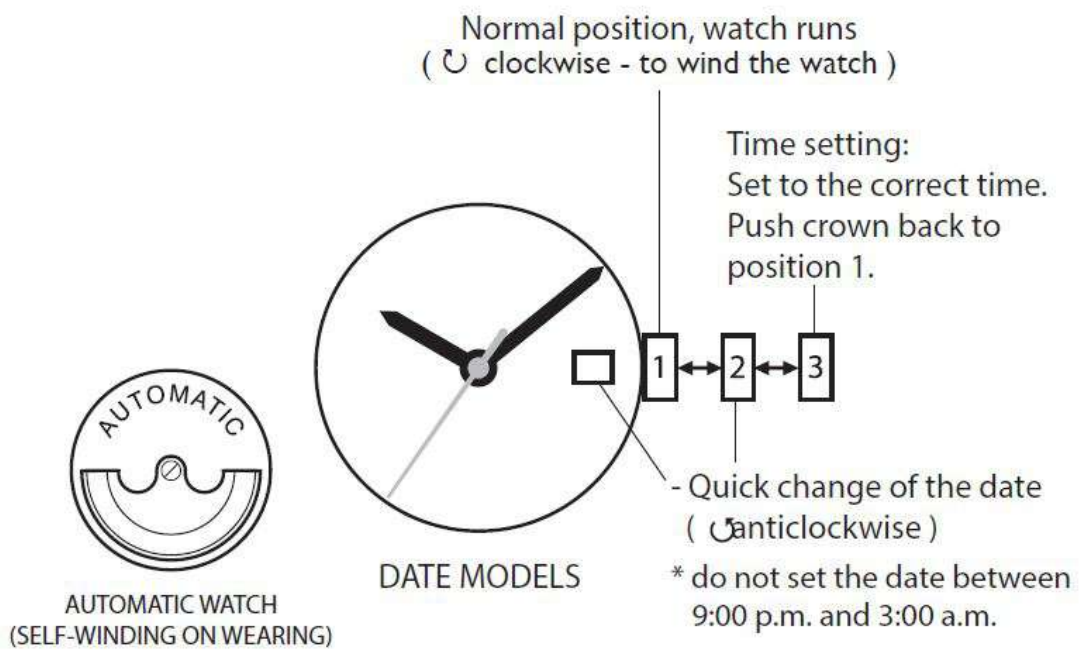 Normal position, watch runs
( ↻ clockwise - to wind the watch )
Time setting:
Set to the correct time.
Push crown back to
position 1.
1 2 3
- Quick change of the date
( ↺ anticlockwise )
* do not set the date between
9:00 p.m. and 3:00 a.m.
DATE MODELS
AUTOMATIC
AUTOMATIC WATCH
(SELF-WINDING ON WEARING)